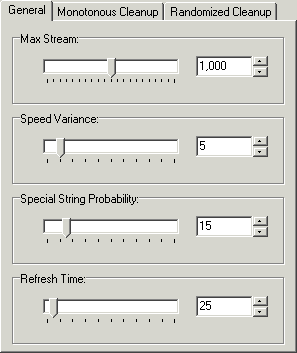 General Monotonous Cleanup Randomized Cleanup
Max Stream:
1,000
Speed Variance:
5
Special String Probability:
15
Refresh Time:
25